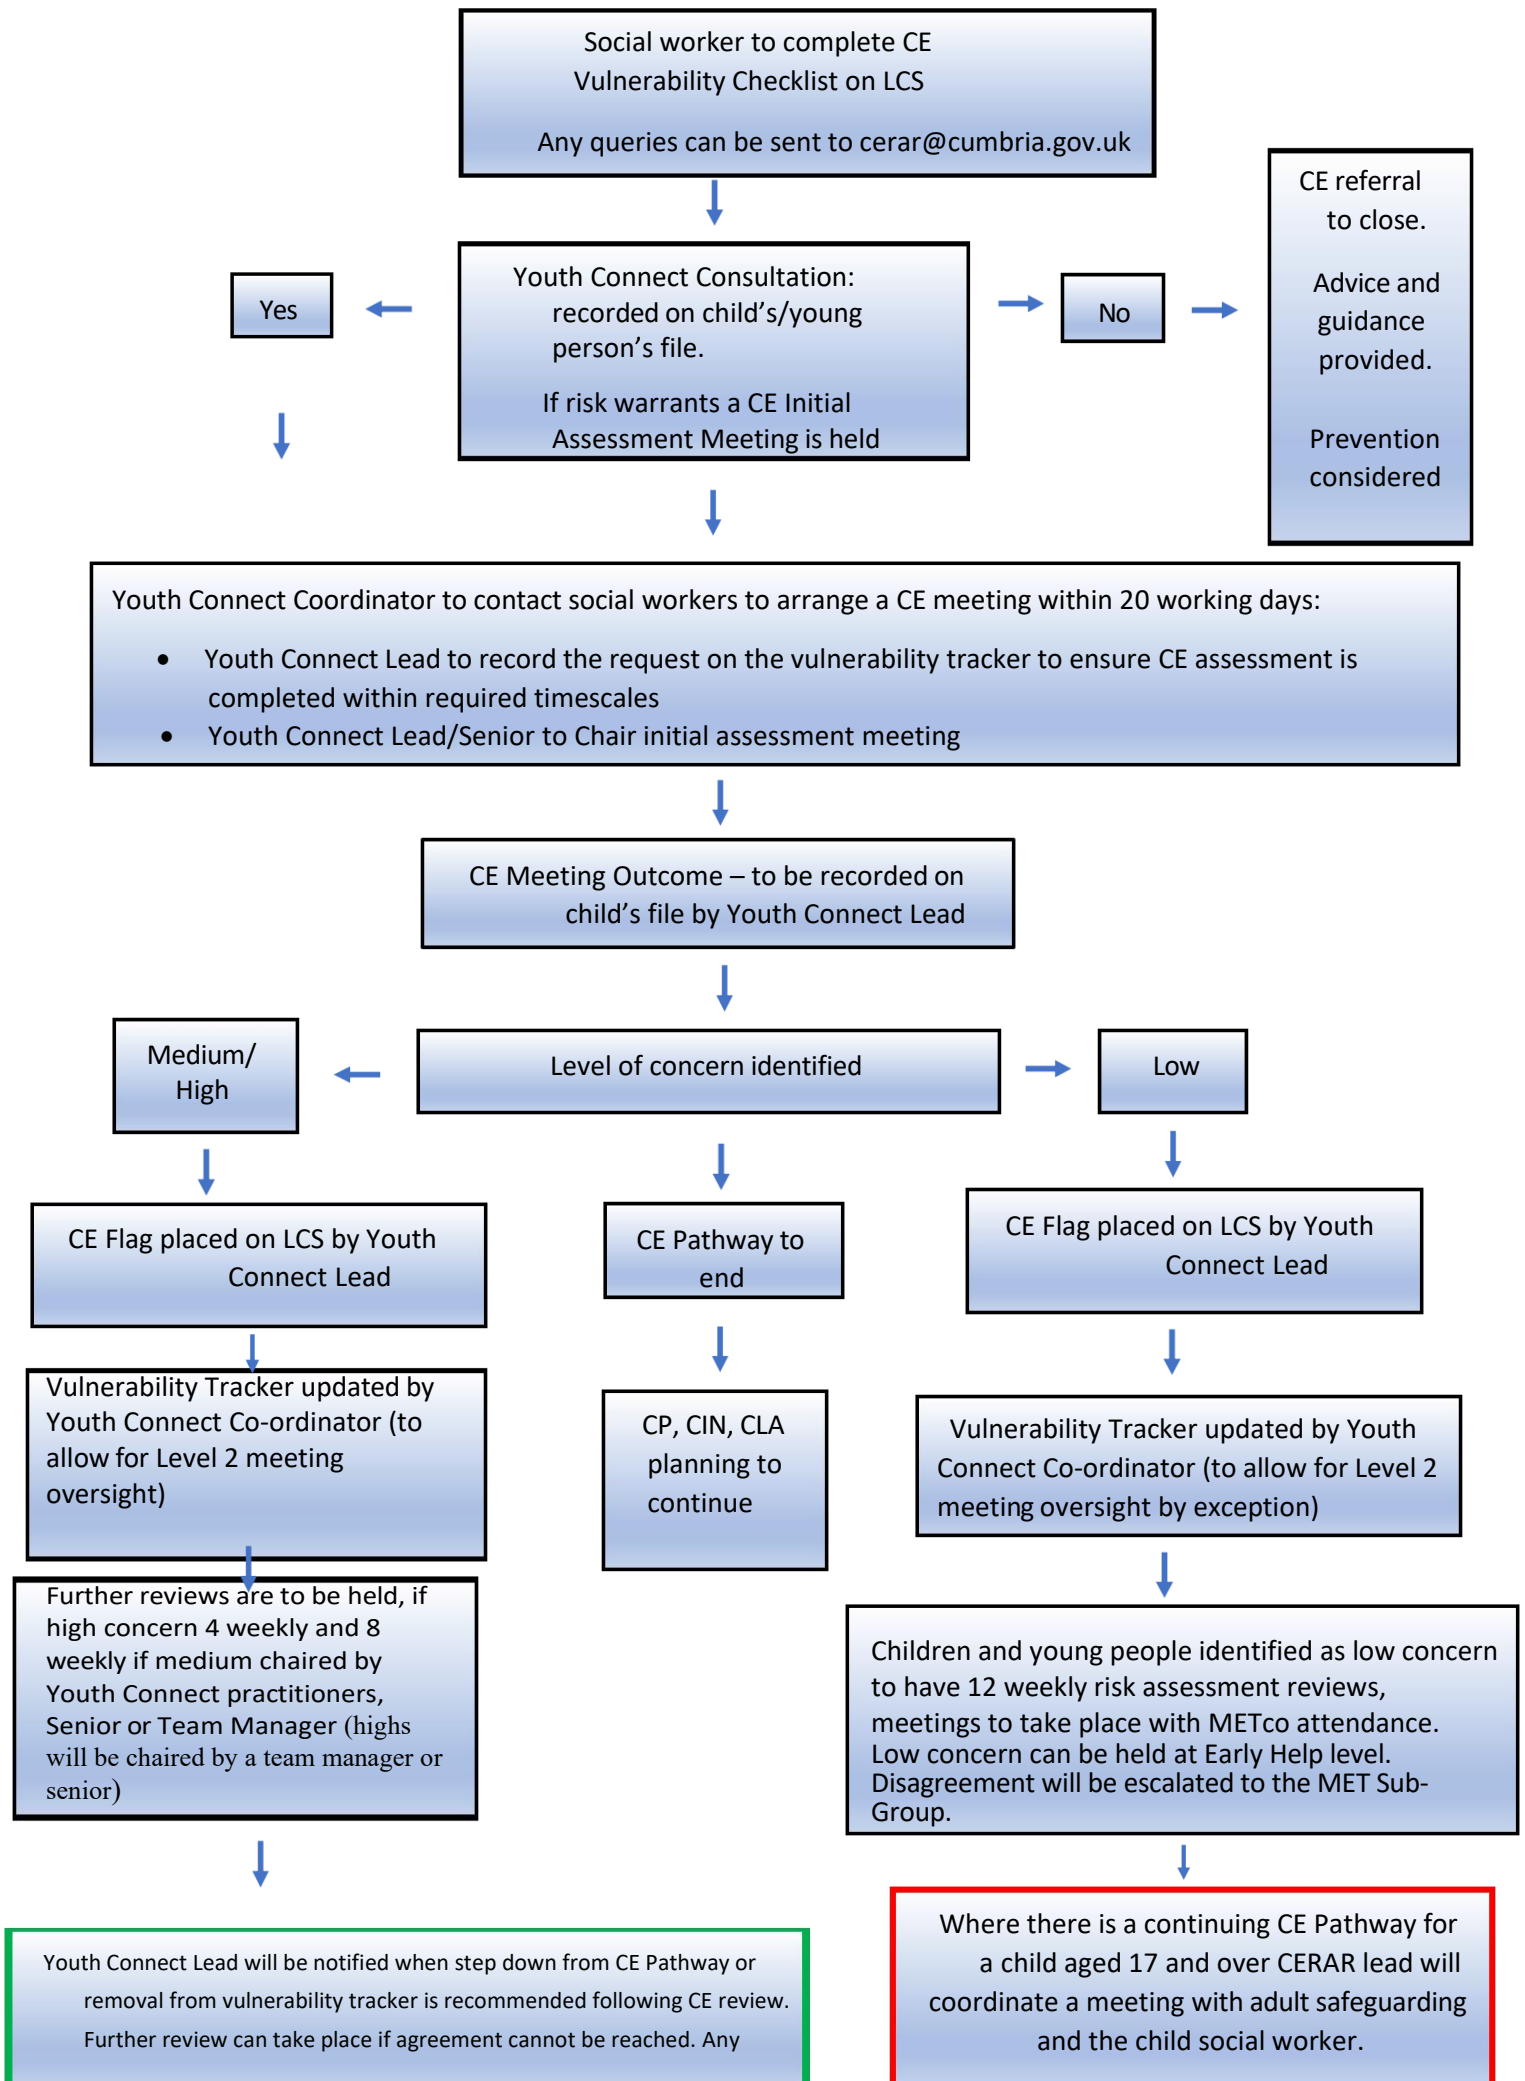 Social worker to complete CE
Vulnerability Checklist on LCS
Any queries can be sent to cerar@cumbria.gov.uk
CE referral
to close.
Advice and
guidance
provided.
Prevention
considered
Youth Connect Consultation:
recorded on child’s/young
person’s file.
If risk warrants a CE Initial
Assessment Meeting is held
Yes
No
Youth Connect Coordinator to contact social workers to arrange a CE meeting within 20 working days:
• Youth Connect Lead to record the request on the vulnerability tracker to ensure CE assessment is
completed within required timescales
• Youth Connect Lead/Senior to Chair initial assessment meeting
CE Meeting Outcome – to be recorded on
child’s file by Youth Connect Lead
Medium/
High
Level of concern identified
Low
CE Flag placed on LCS by Youth
Connect Lead
CE Pathway to
end
CE Flag placed on LCS by Youth
Connect Lead
Vulnerability Tracker updated by
Youth Connect Co-ordinator (to
allow for Level 2 meeting
oversight)
CP, CIN, CLA
planning to
continue
Vulnerability Tracker updated by Youth
Connect Co-ordinator (to allow for Level 2
meeting oversight by exception)
Further reviews are to be held, if
high concern 4 weekly and 8
weekly if medium chaired by
Youth Connect practitioners,
Senior or Team Manager (highs
will be chaired by a team manager or
senior)
Children and young people identified as low concern
to have 12 weekly risk assessment reviews,
meetings to take place with METco attendance.
Low concern can be held at Early Help level.
Disagreement will be escalated to the MET Sub-
Group.
Youth Connect Lead will be notified when step down from CE Pathway or
removal from vulnerability tracker is recommended following CE review.
Further review can take place if agreement cannot be reached. Any
Where there is a continuing CE Pathway for
a child aged 17 and over CERAR lead will
coordinate a meeting with adult safeguarding
and the child social worker.